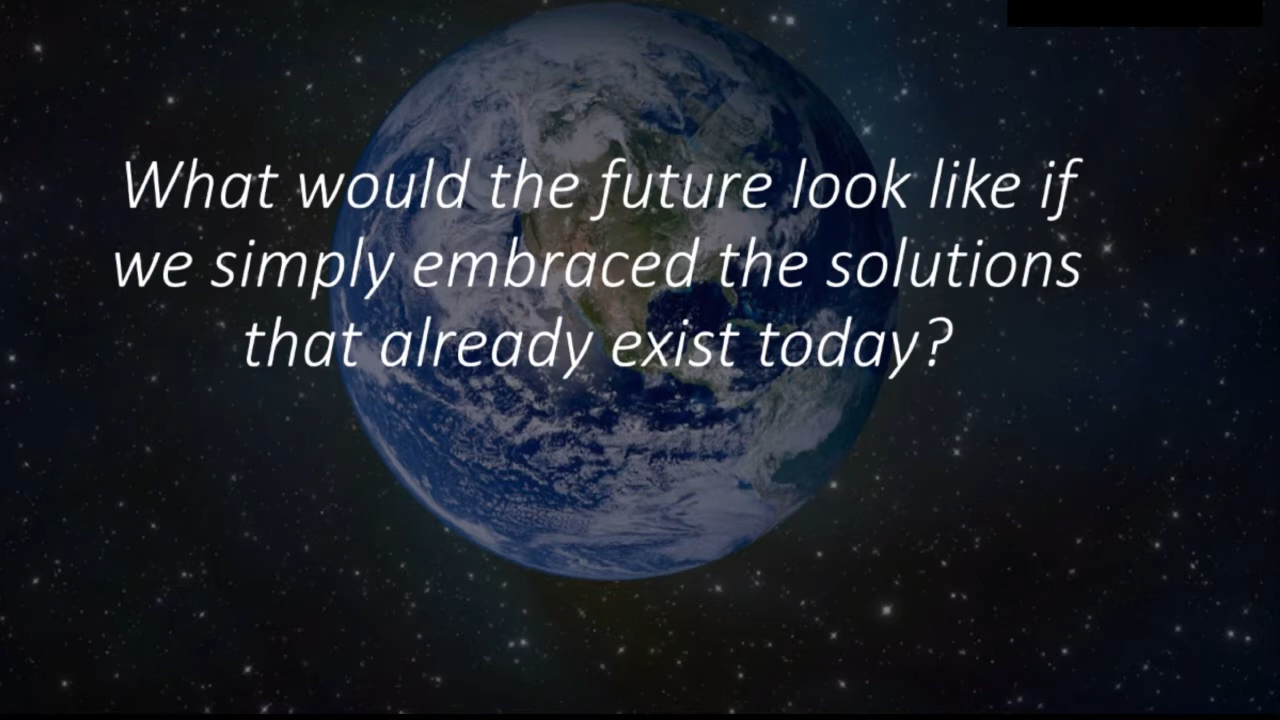 What would the future look like if
we simply embraced the solutions
that already exist today?